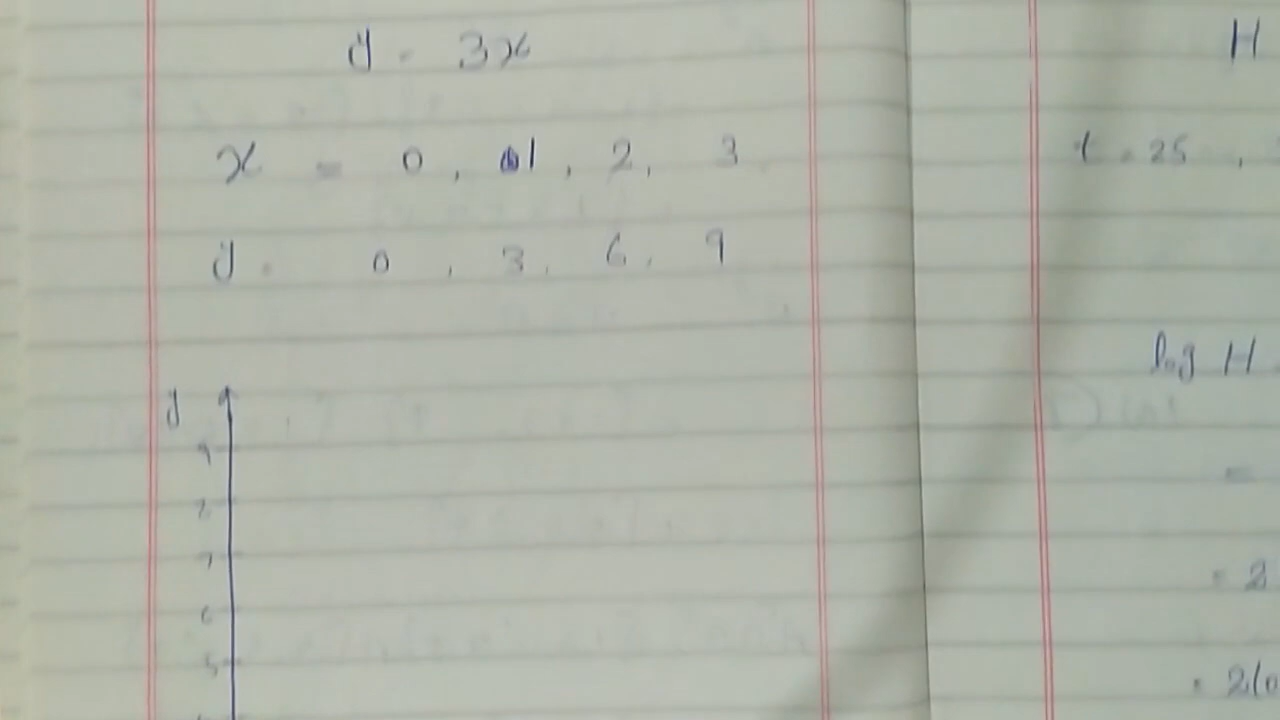 y = 3x
x = 0, 1, 2, 3
y = 0, 3, 6, 9
y
9
8
7
6
5
H
t = 25,
log H
=
= 2
= 2(0